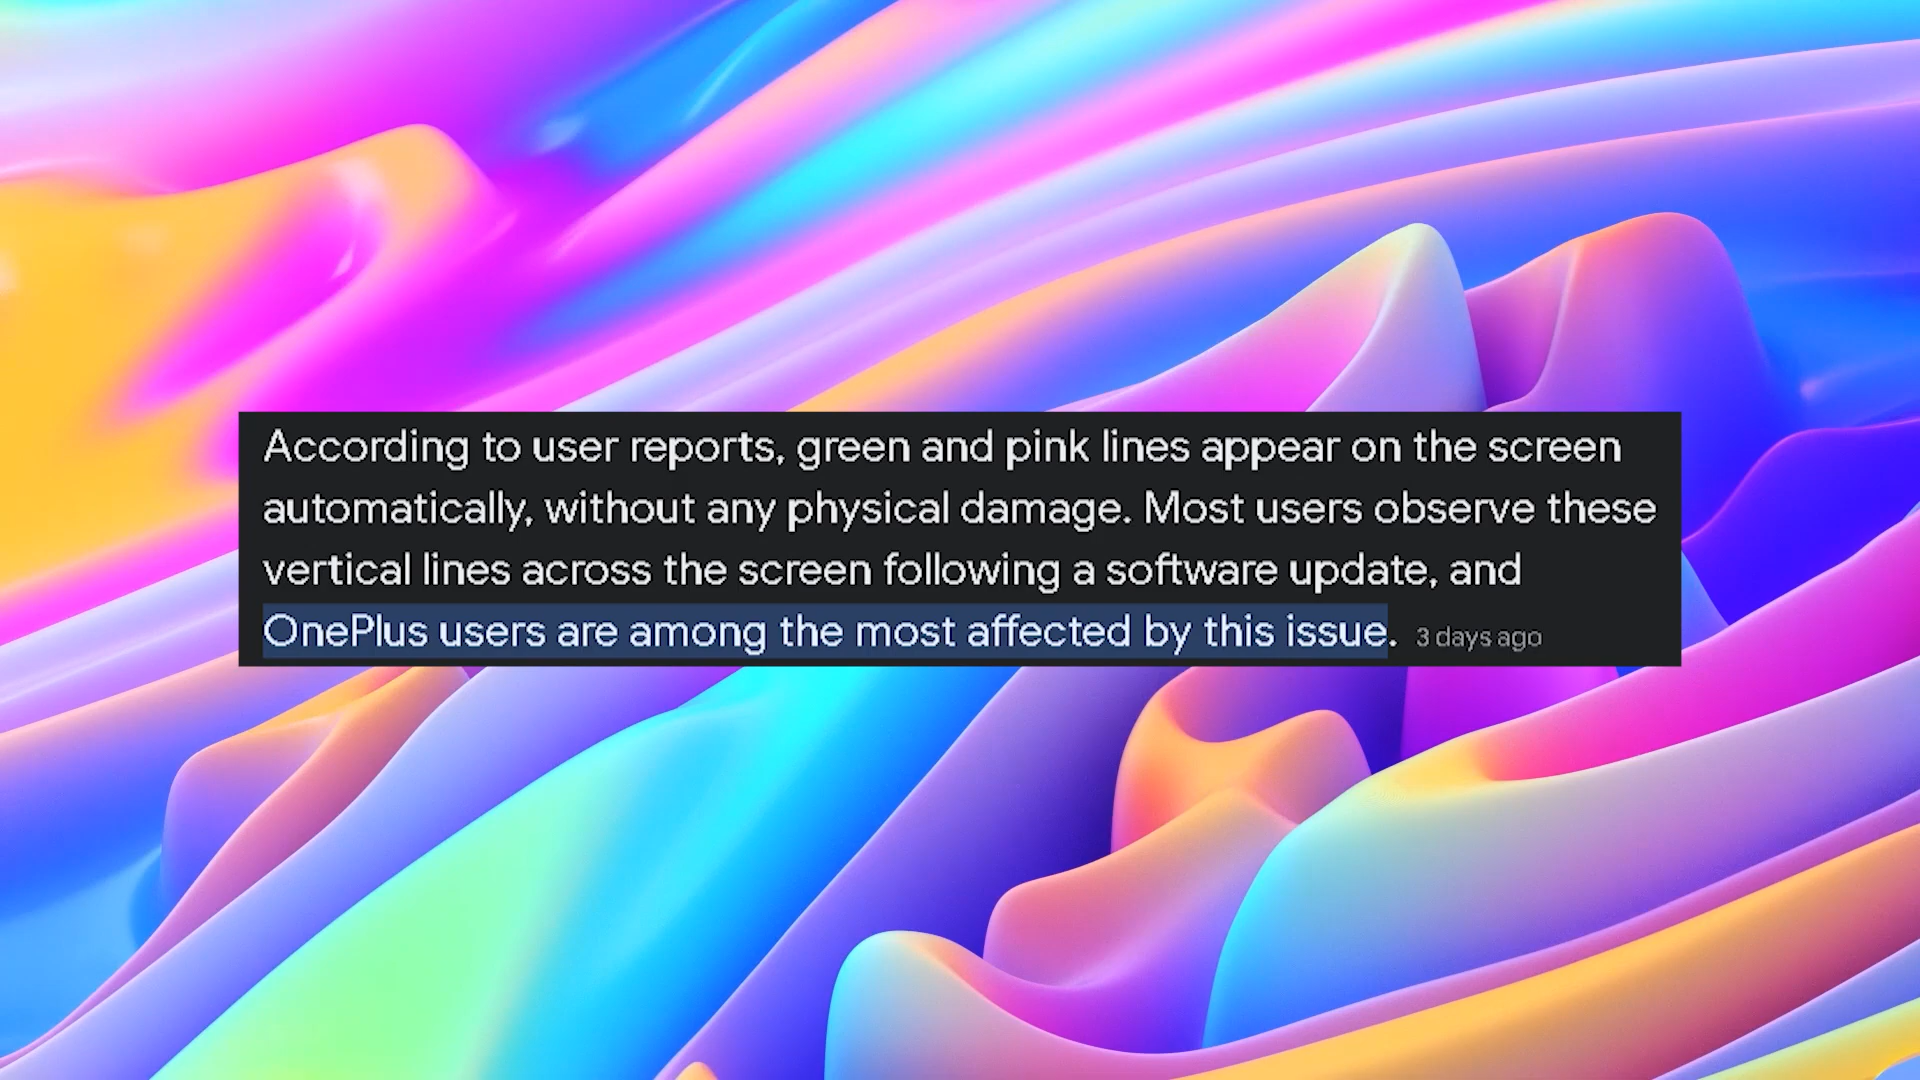 According to user reports, green and pink lines appear on the screen
automatically, without any physical damage. Most users observe these
vertical lines across the screen following a software update, and
OnePlus users are among the most affected by this issue. 3 days ago